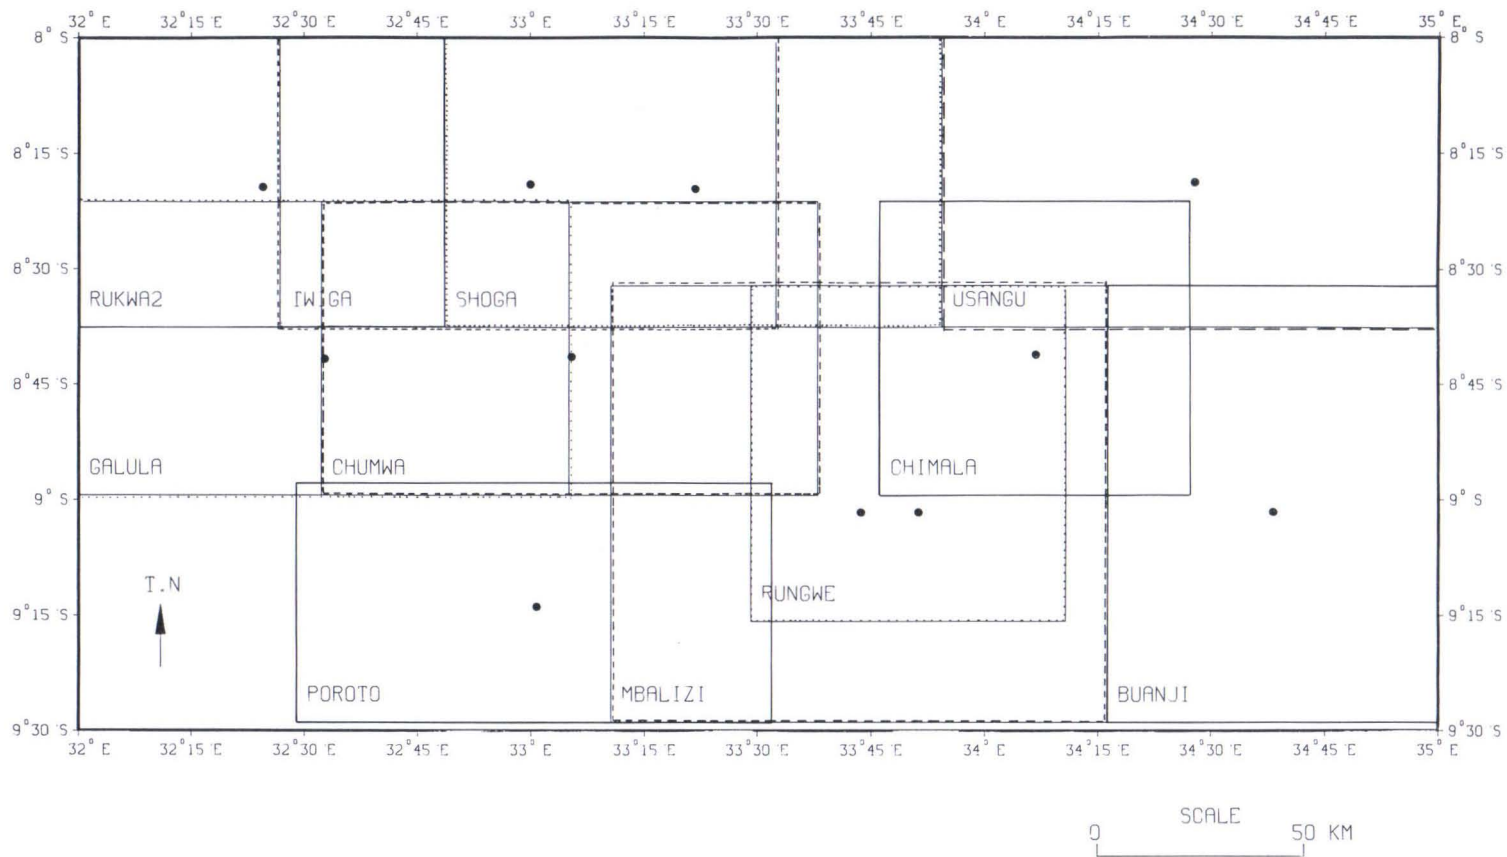 32° E 32°15 'E 32°30 'E 32°45 'E 33° E 33°15 'E 33°30 'E 33°45 'E 34° E 34°15 'E 34°30 'E 34°45 'E 35° E
8° S 8° S
8°15 'S 8°15 'S
8°30 'S 8°30 'S
RUKWA2 TWIGA SHOGA USANGU
8°45 'S 8°45 'S
GALULA CHUMWA CHIMALA
9° S 9° S
T.N RUNGWE
9°15 'S 9°15 'S
POROTO MBALIZI BUANJI
9°30 'S 9°30 'S
32° E 32°15 'E 32°30 'E 32°45 'E 33° E 33°15 'E 33°30 'E 33°45 'E 34° E 34°15 'E 34°30 'E 34°45 'E 35° E
SCALE
0 50 KM